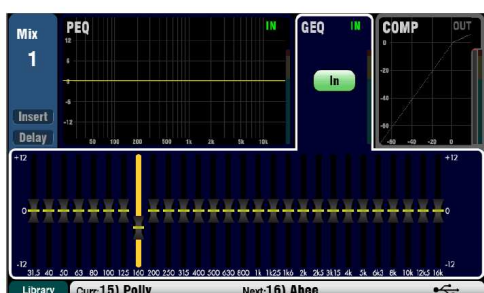 Mix
1
Insert
Delay
PEQ IN
12
-12
50 100 200 500 1k 2k 5k 10k
GEQ IN
In
COMP OUT
0
-20
-40
-60
-60 -40 -20 0
+12 +12
0 0
-12 -12
31,5 40 50 63 80 100 125 160 200 250 315 400 500 630 800 1k 1k25 1k6 2k 2k5 3k15 4k 5k 6k3 8k 10k 12k5 16k
Library Curr:15) Polly Next:16) Abee